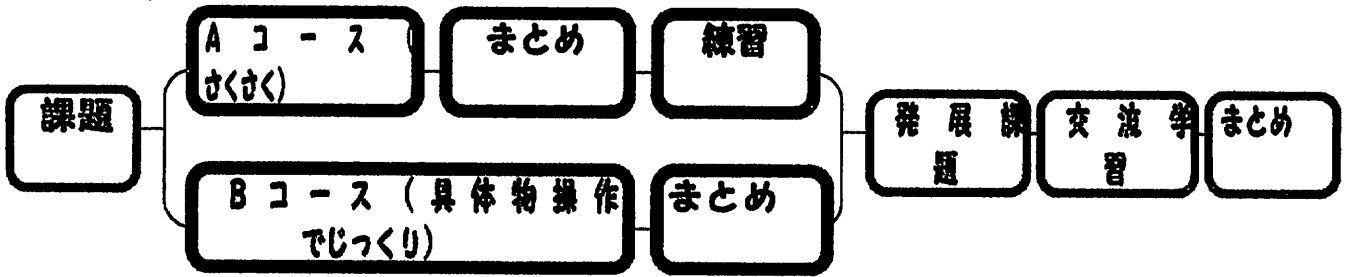 課題
Aコース(
さくさく)
まとめ
練習
Bコース(具体物操作
でじっくり)
まとめ
発展課
題
交流学
習
まとめ